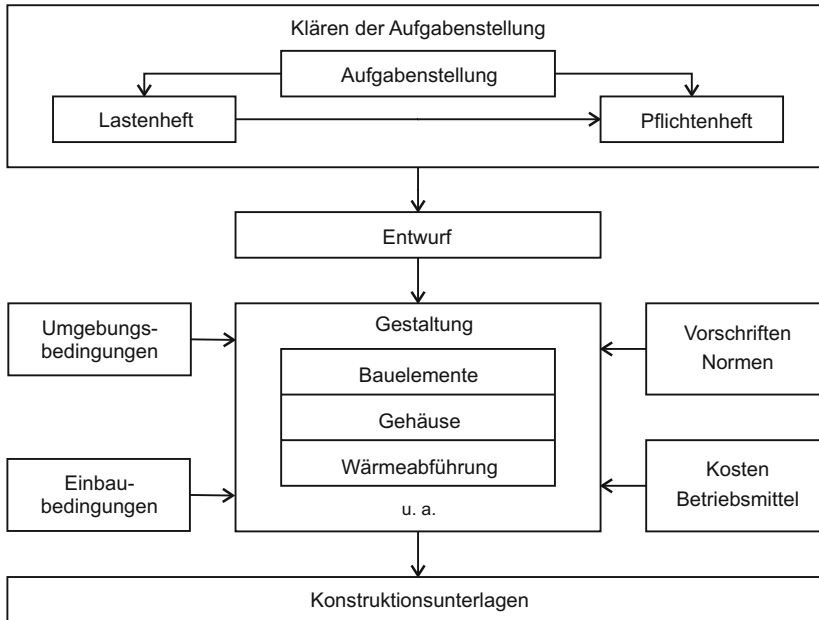 Klären der Aufgabenstellung
Aufgabenstellung
Lastenheft
Pflichtenheft
Entwurf
Umgebungs-
bedingungen
Gestaltung
Vorschriften
Normen
Bauelemente
Gehäuse
Wärmeabführung
u. a.
Einbau-
bedingungen
Kosten
Betriebsmittel
Konstruktionsunterlagen